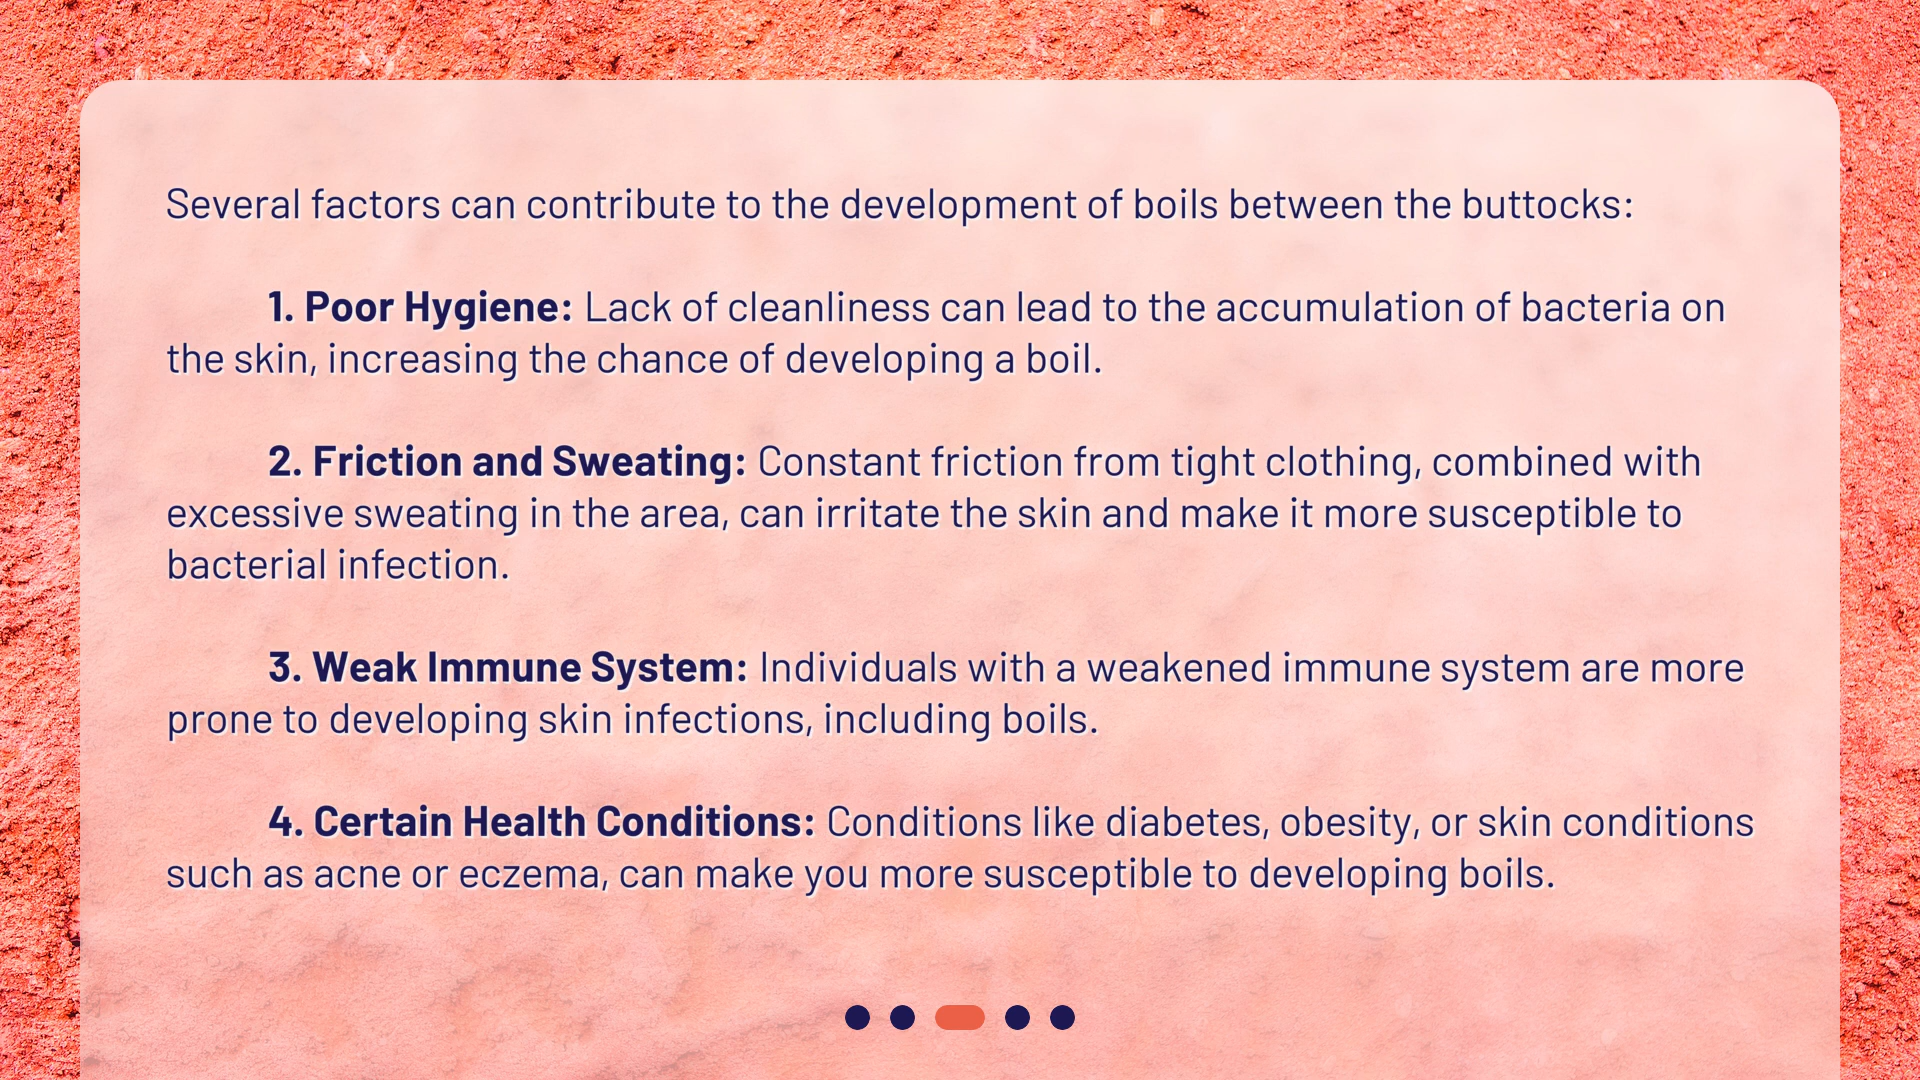 Several factors can contribute to the development of boils between the buttocks:
1. Poor Hygiene: Lack of cleanliness can lead to the accumulation of bacteria on
the skin, increasing the chance of developing a boil.
2. Friction and Sweating: Constant friction from tight clothing, combined with
excessive sweating in the area, can irritate the skin and make it more susceptible to
bacterial infection.
3. Weak Immune System: Individuals with a weakened immune system are more
prone to developing skin infections, including boils.
4. Certain Health Conditions: Conditions like diabetes, obesity, or skin conditions
such as acne or eczema, can make you more susceptible to developing boils.